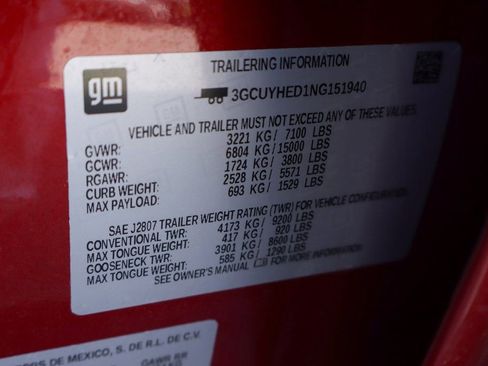 gm
TRAILERING INFORMATION
3GCUYHED1NG151940
VEHICLE AND TRAILER MUST NOT EXCEED ANY OF THESE VALUES
GVWR: 3221 KG / 7100 LBS
GCWR: 6804 KG / 15000 LBS
RGAWR: 1724 KG / 3800 LBS
CURB WEIGHT: 2528 KG / 5571 LBS
MAX PAYLOAD: 693 KG / 1529 LBS
SAE J2807 TRAILER WEIGHT RATING (TWR) FOR VEHICLE CONFIGURATION
CONVENTIONAL TWR: 4173 KG / 9200 LBS
MAX TONGUE WEIGHT: 417 KG / 920 LBS
GOOSENECK TWR: 3901 KG / 8600 LBS
MAX TONGUE WEIGHT: 585 KG / 1290 LBS
SEE OWNER'S MANUAL FOR MORE INFORMATION
DE MEXICO, S. DE R.L. DE C.V.
GAWR RR